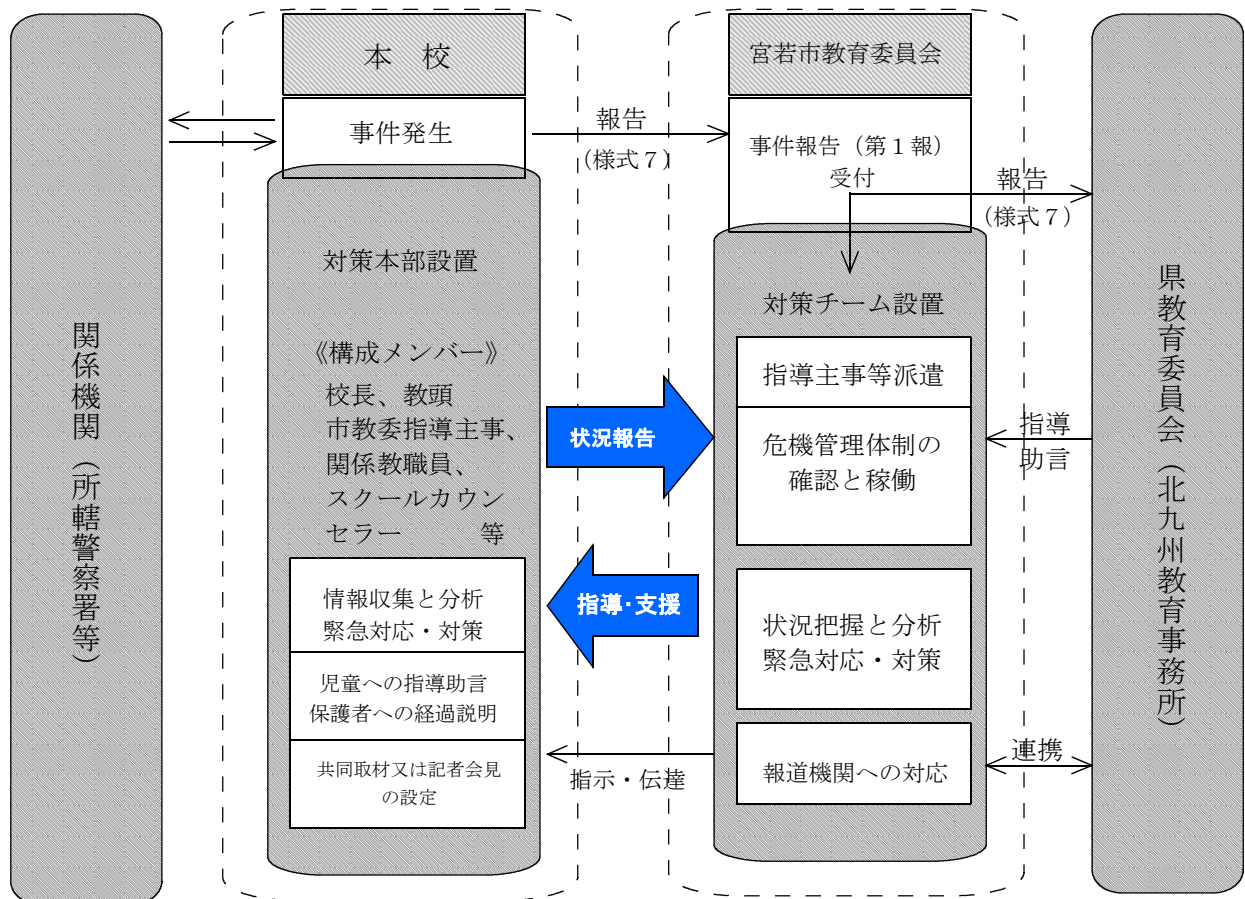 関係機関（所轄警察署等）
本　校
事件発生
報告
（様式７）
対策本部設置
《構成メンバー》
校長、教頭
市教委指導主事、
関係教職員、
スクールカウン
セラー　　等
情報収集と分析
緊急対応・対策
児童への指導助言
保護者への経過説明
共同取材又は記者会見
の設定
状況報告
指導・支援
指示・伝達
宮若市教育委員会
事件報告（第１報）
受付
報告
（様式７）
対策チーム設置
指導主事等派遣
危機管理体制の
確認と稼働
状況把握と分析
緊急対応・対策
報道機関への対応
指導
助言
連携
県教育委員会（北九州教育事務所）